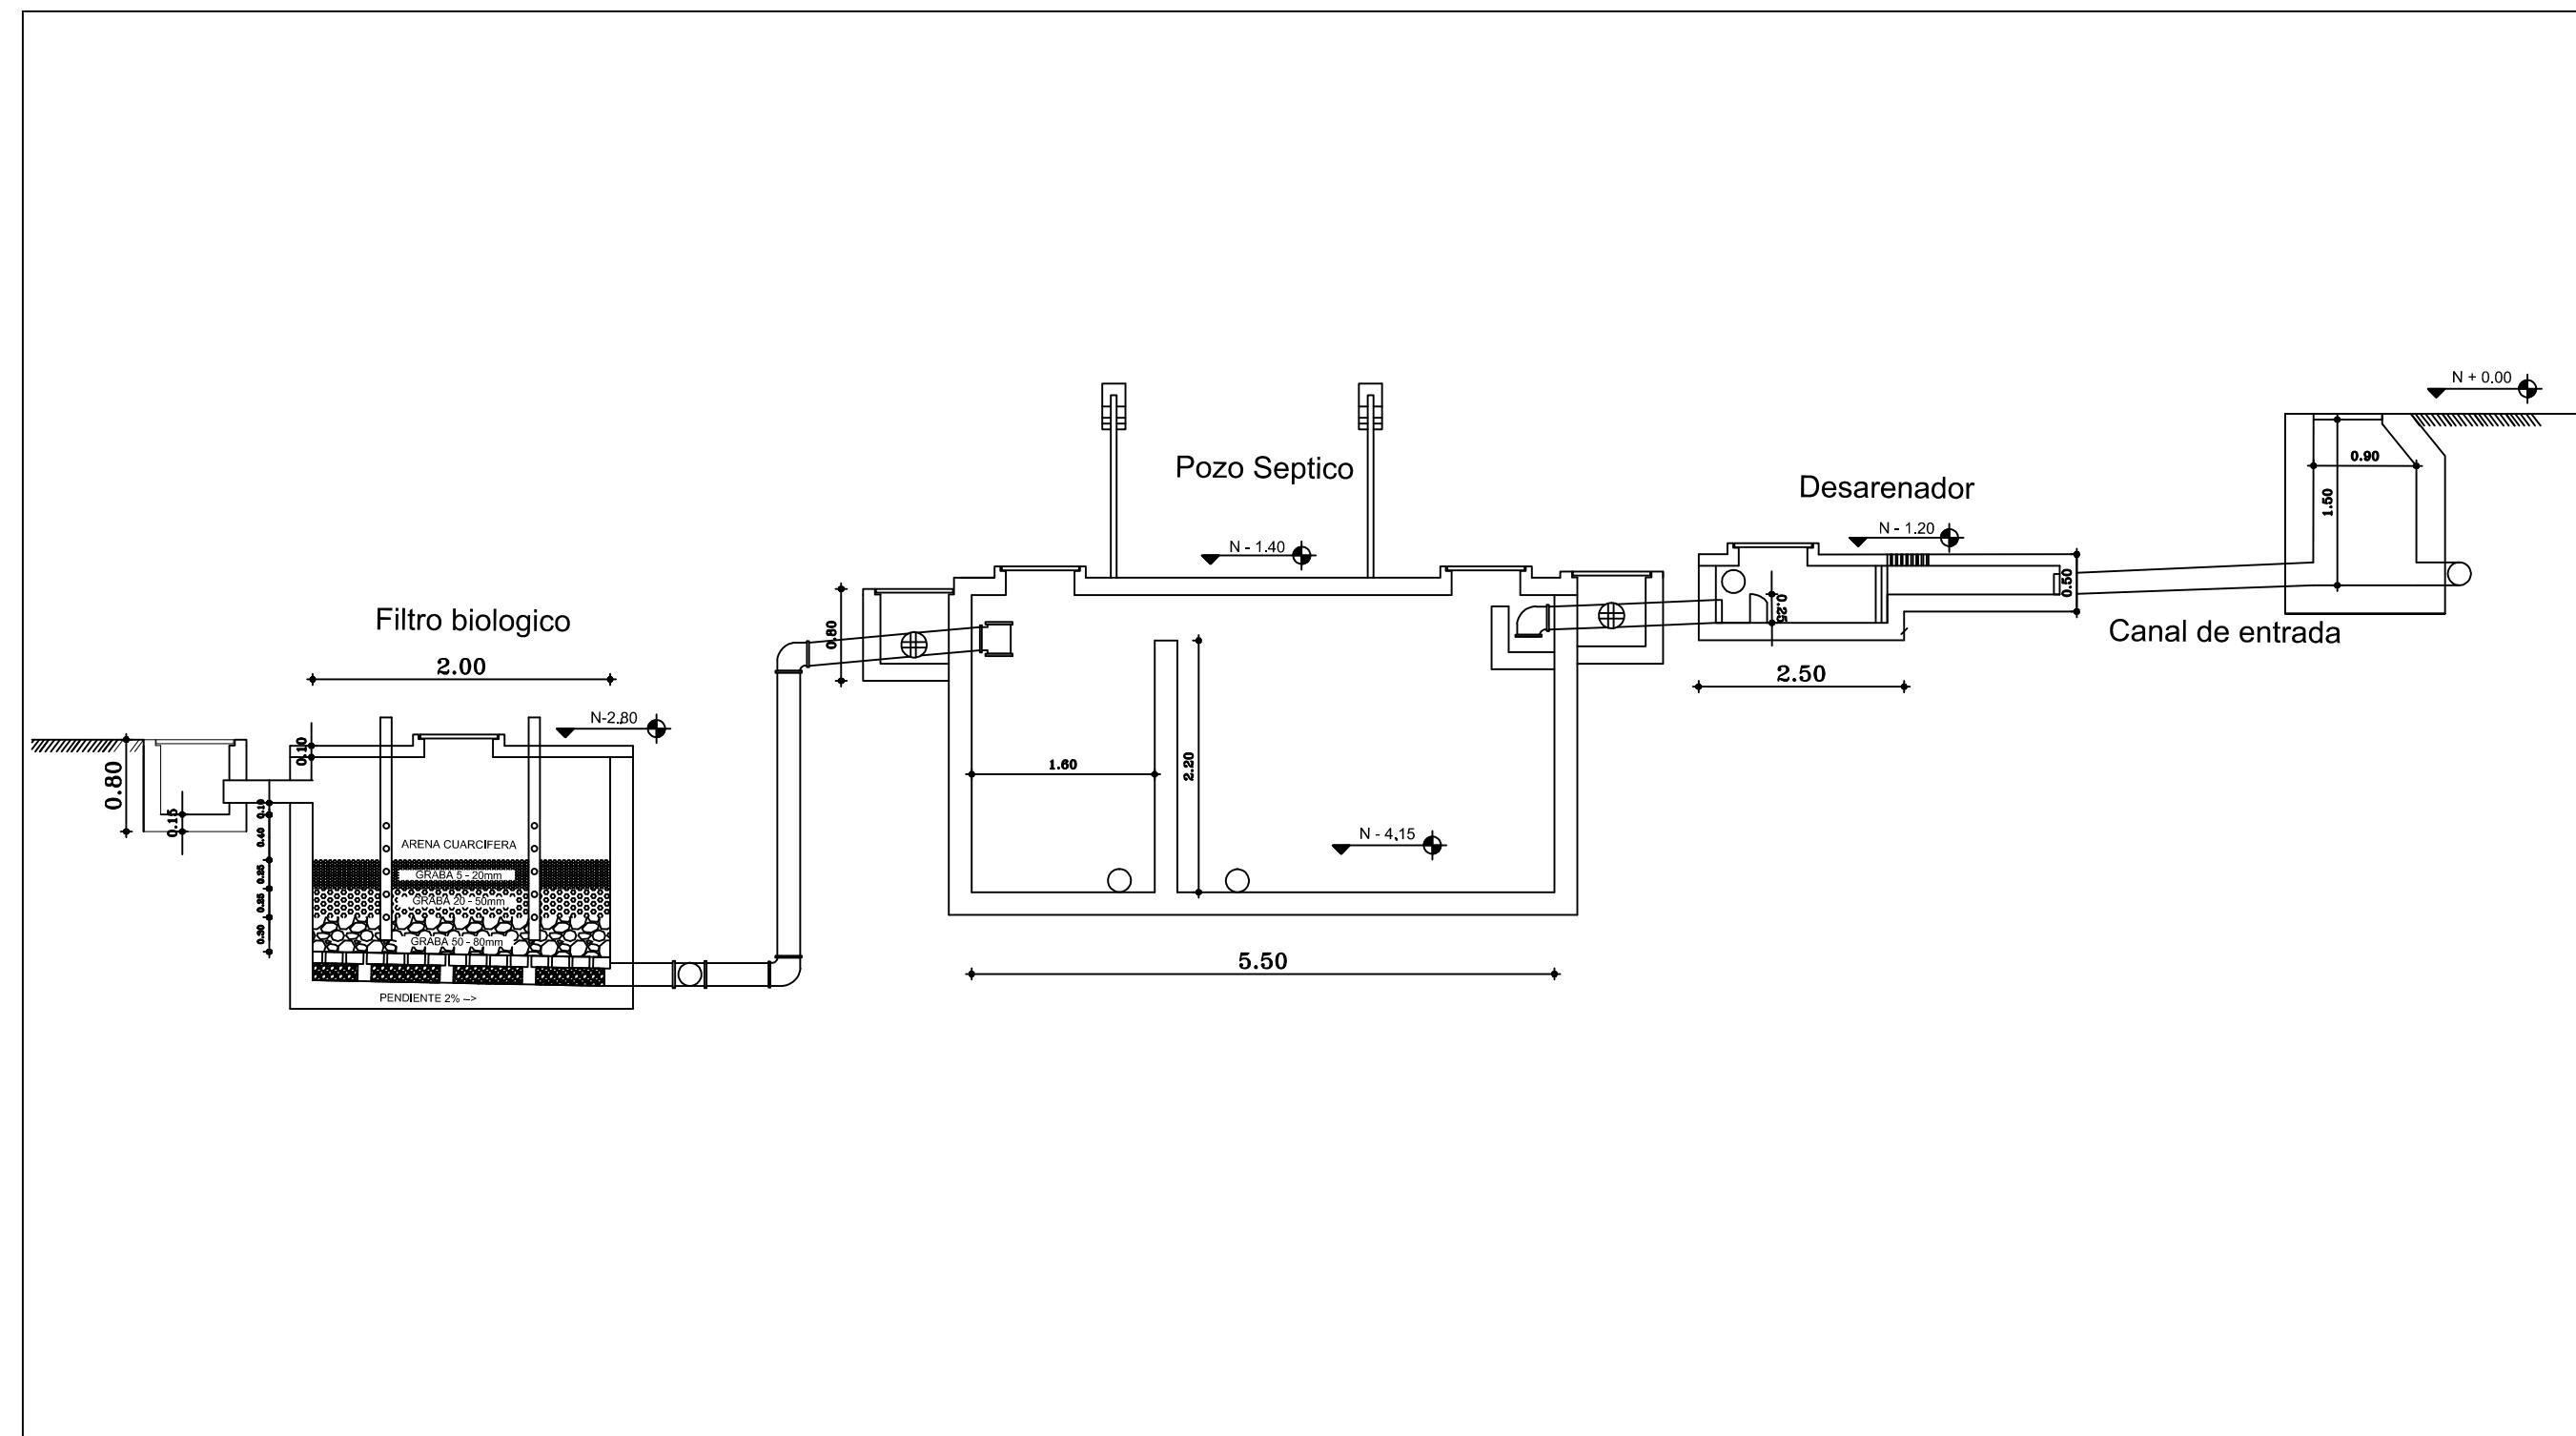 N + 0.00
0.90
1.50
Pozo Septico
Desarenador
N - 1.20
N - 1.40
0.50
0.25
Canal de entrada
2.50
Filtro biologico
0.80
2.00
N-2.80
0.10
0.80
0.15
1.60
2.20
N - 4.15
0.10
0.40
0.25
0.25
0.30
ARENA CUARCIFERA
GRABA 5 - 20mm
GRABA 20 - 50mm
GRABA 50 - 80mm
PENDIENTE 2% -->
5.50